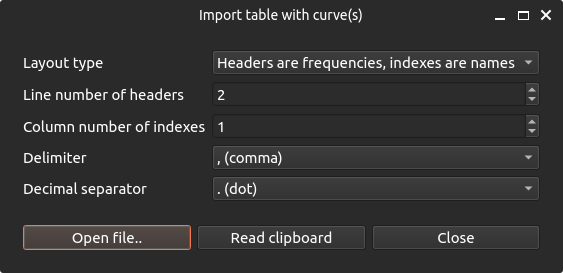 Import table with curve(s)
Layout type Headers are frequencies, indexes are names
Line number of headers 2
Column number of indexes 1
Delimiter , (comma)
Decimal separator . (dot)
Open file.. Read clipboard Close